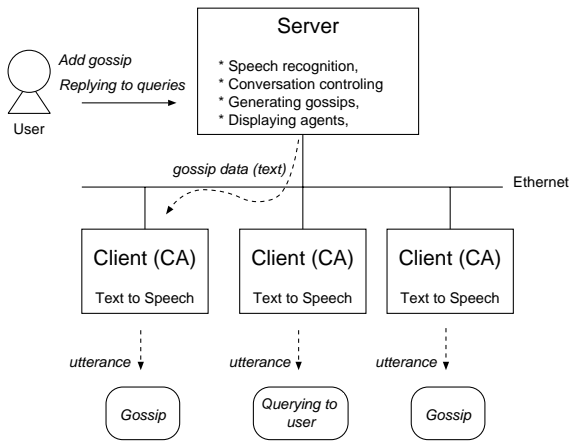 Server
Add gossip
Replying to queries
* Speech recognition,
* Conversation controling
* Generating gossips,
* Displaying agents,
User
gossip data (text)
Ethernet
Client (CA)
Text to Speech
Client (CA)
Text to Speech
Client (CA)
Text to Speech
utterance
utterance
utterance
Gossip
Querying to
user
Gossip